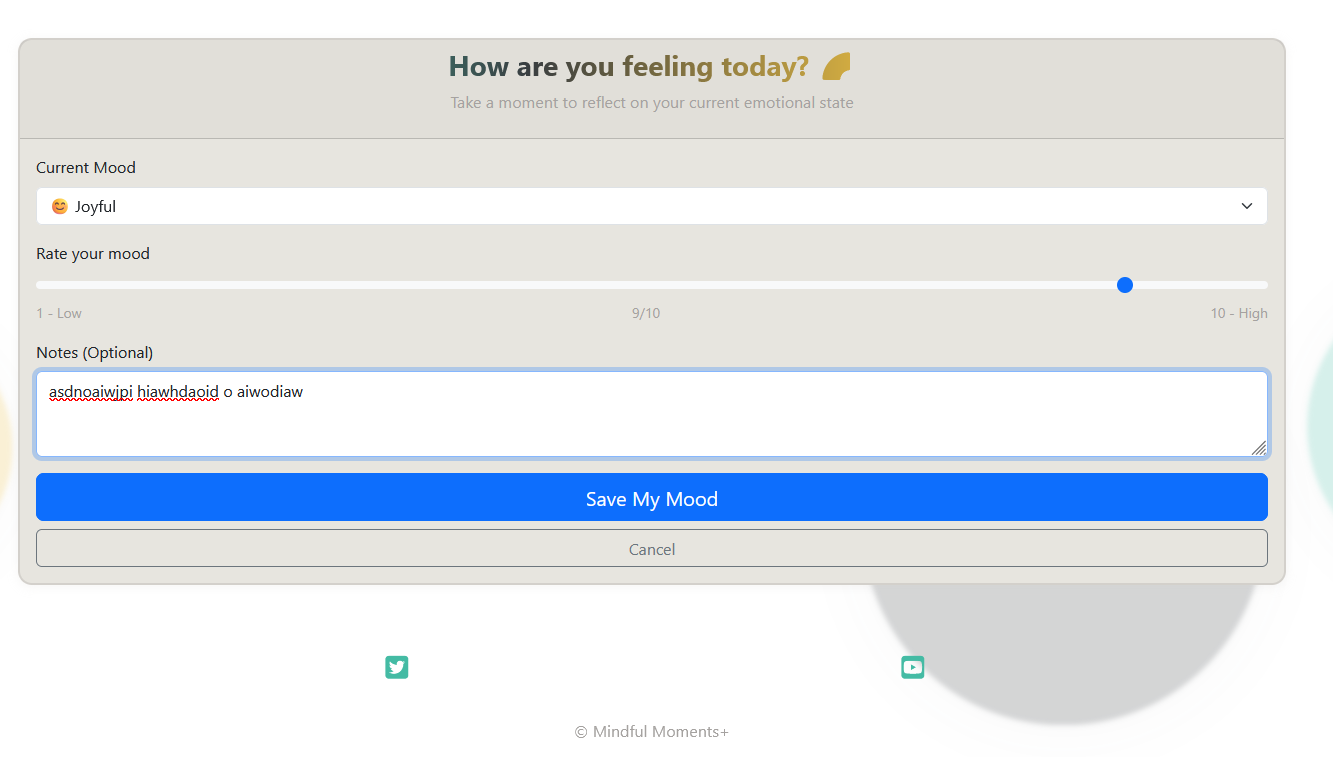 How are you feeling today?
Take a moment to reflect on your current emotional state
Current Mood
😊 Joyful
Rate your mood
1 - Low 9/10 10 - High
Notes (Optional)
asdnoaiwjpi hiawhdaoid o aiwodiaw
Save My Mood
Cancel
© Mindful Moments+